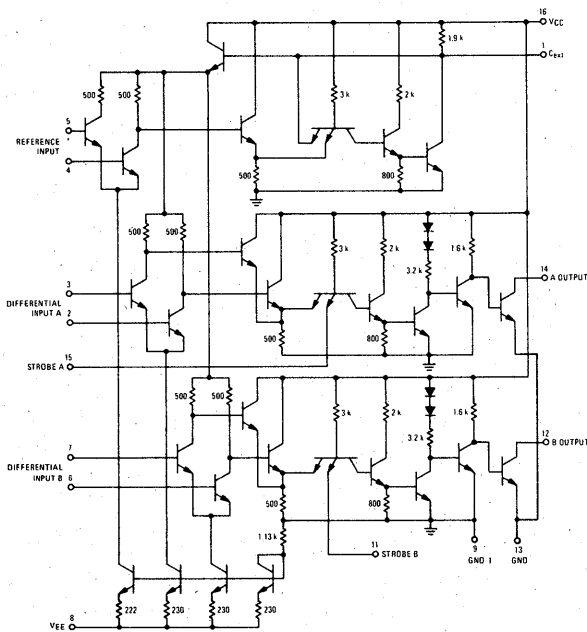 16
VCC
1
Cext
1.9 k
500
500
5
REFERENCE
INPUT
4
3 k
2 k
500
800
500
500
3 k
2 k
1.6 k
3.2 k
14
A OUTPUT
3
DIFFERENTIAL
INPUT A
2
500
800
15
STROBE A
500
500
3 k
2 k
1.6 k
3.2 k
12
B OUTPUT
7
DIFFERENTIAL
INPUT B
6
500
800
1.13 k
11
STROBE B
9
GND 1
13
GND
8
VEE
222
230
230
230